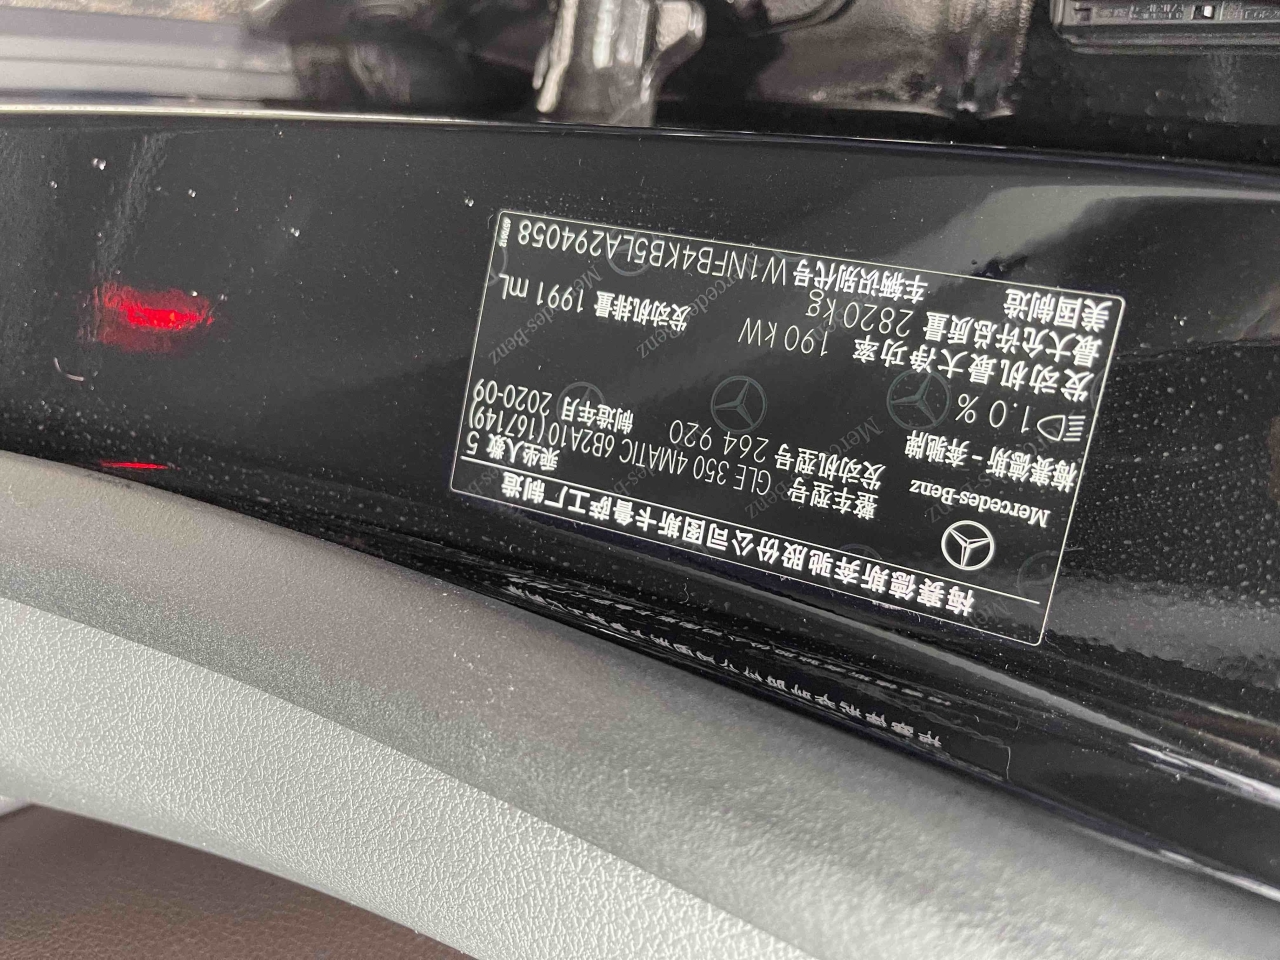 梅赛德斯奔驰股份公司图斯卡鲁萨工厂制造
Mercedes-Benz
梅赛德斯－奔驰牌
整车型号 GLE 350 4MATIC 6B2A10 (167149)
乘坐人数 5
发动机型号 264 920
制造年月 2020-09
1.0 %
发动机最大净功率 190 kW
发动机排量 1991 mL
最大允许总质量 2820 kg
美国制造
车辆识别代号 W1NFB4KB5LA294058